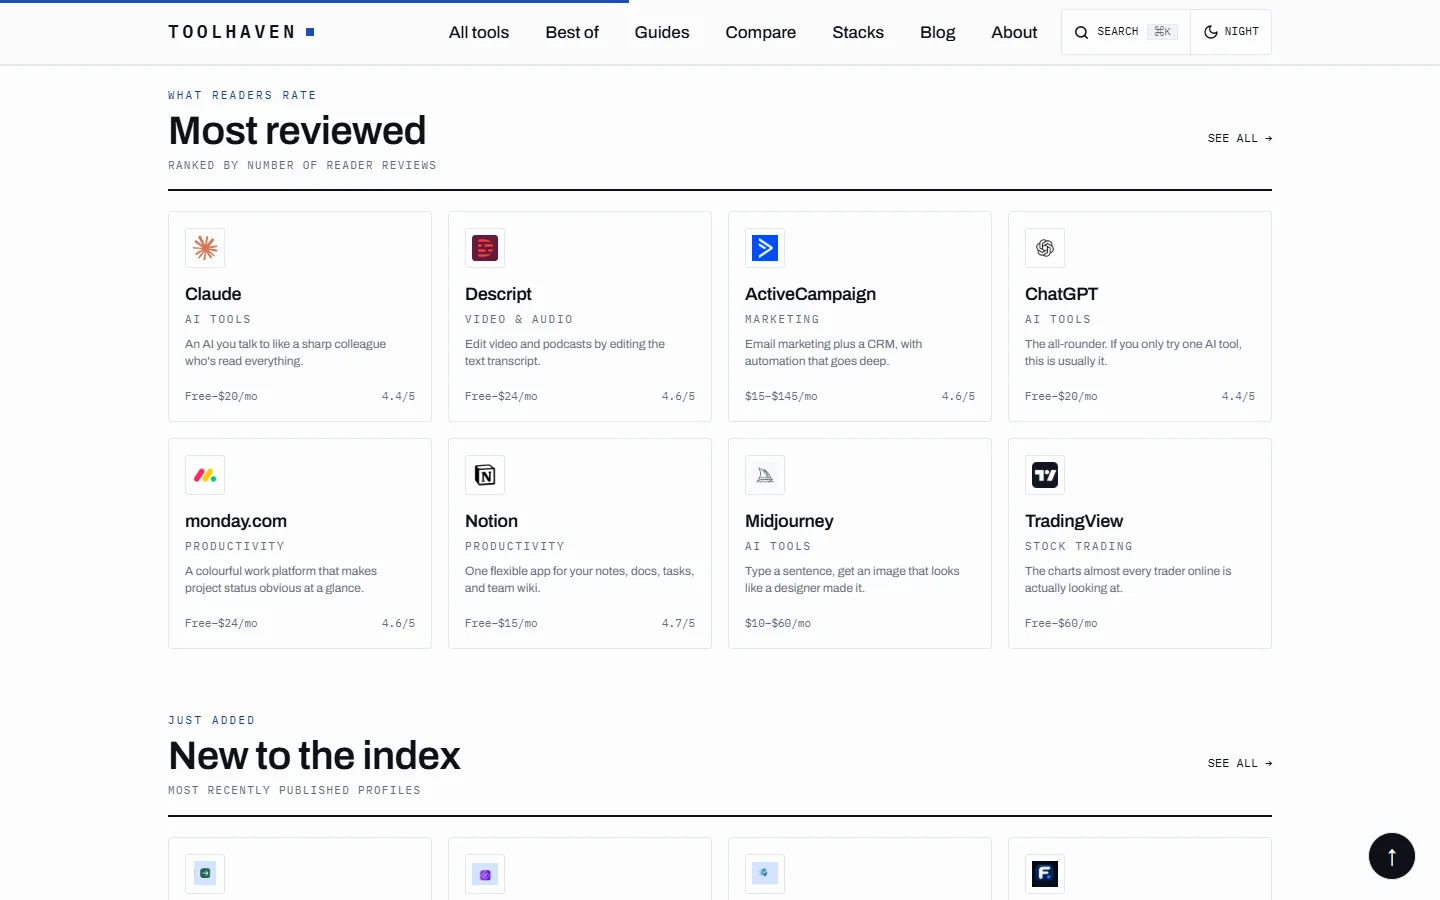 TOOLHAVEN
All tools
Best of
Guides
Compare
Stacks
Blog
About
SEARCH ⌘K
NIGHT
WHAT READERS RATE
Most reviewed
SEE ALL →
RANKED BY NUMBER OF READER REVIEWS
Claude
AI TOOLS
An AI you talk to like a sharp colleague
who's read everything.
Free–$20/mo 4.4/5
Descript
VIDEO & AUDIO
Edit video and podcasts by editing the
text transcript.
Free–$24/mo 4.6/5
ActiveCampaign
MARKETING
Email marketing plus a CRM, with
automation that goes deep.
$15–$145/mo 4.6/5
ChatGPT
AI TOOLS
The all-rounder. If you only try one AI tool,
this is usually it.
Free–$20/mo 4.4/5
monday.com
PRODUCTIVITY
A colourful work platform that makes
project status obvious at a glance.
Free–$24/mo 4.6/5
Notion
PRODUCTIVITY
One flexible app for your notes, docs, tasks,
and team wiki.
Free–$15/mo 4.7/5
Midjourney
AI TOOLS
Type a sentence, get an image that looks
like a designer made it.
$10–$60/mo
TradingView
STOCK TRADING
The charts almost every trader online is
actually looking at.
Free–$60/mo
JUST ADDED
New to the index
SEE ALL →
MOST RECENTLY PUBLISHED PROFILES